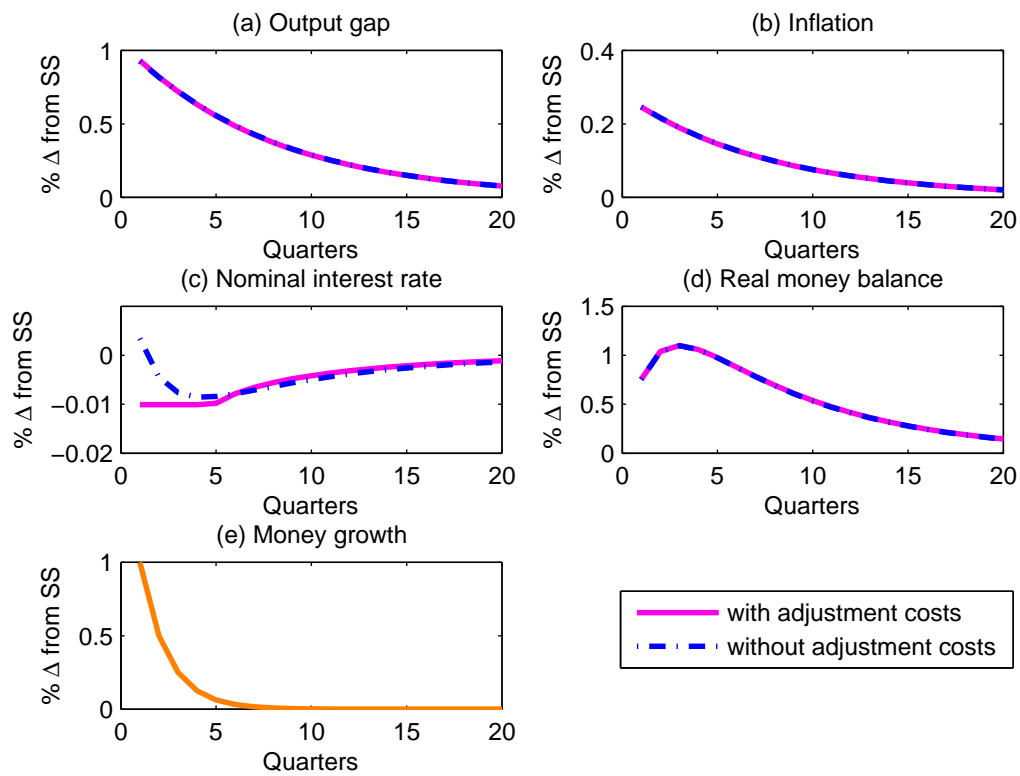 (a) Output gap
% Δ from SS
1
0.5
0
0 5 10 15 20
Quarters
(b) Inflation
% Δ from SS
0.4
0.2
0
0 5 10 15 20
Quarters
(c) Nominal interest rate
% Δ from SS
0
−0.01
−0.02
0 5 10 15 20
Quarters
(d) Real money balance
% Δ from SS
1.5
1
0.5
0
0 5 10 15 20
Quarters
(e) Money growth
% Δ from SS
1
0.5
0
0 5 10 15 20
Quarters
with adjustment costs
without adjustment costs